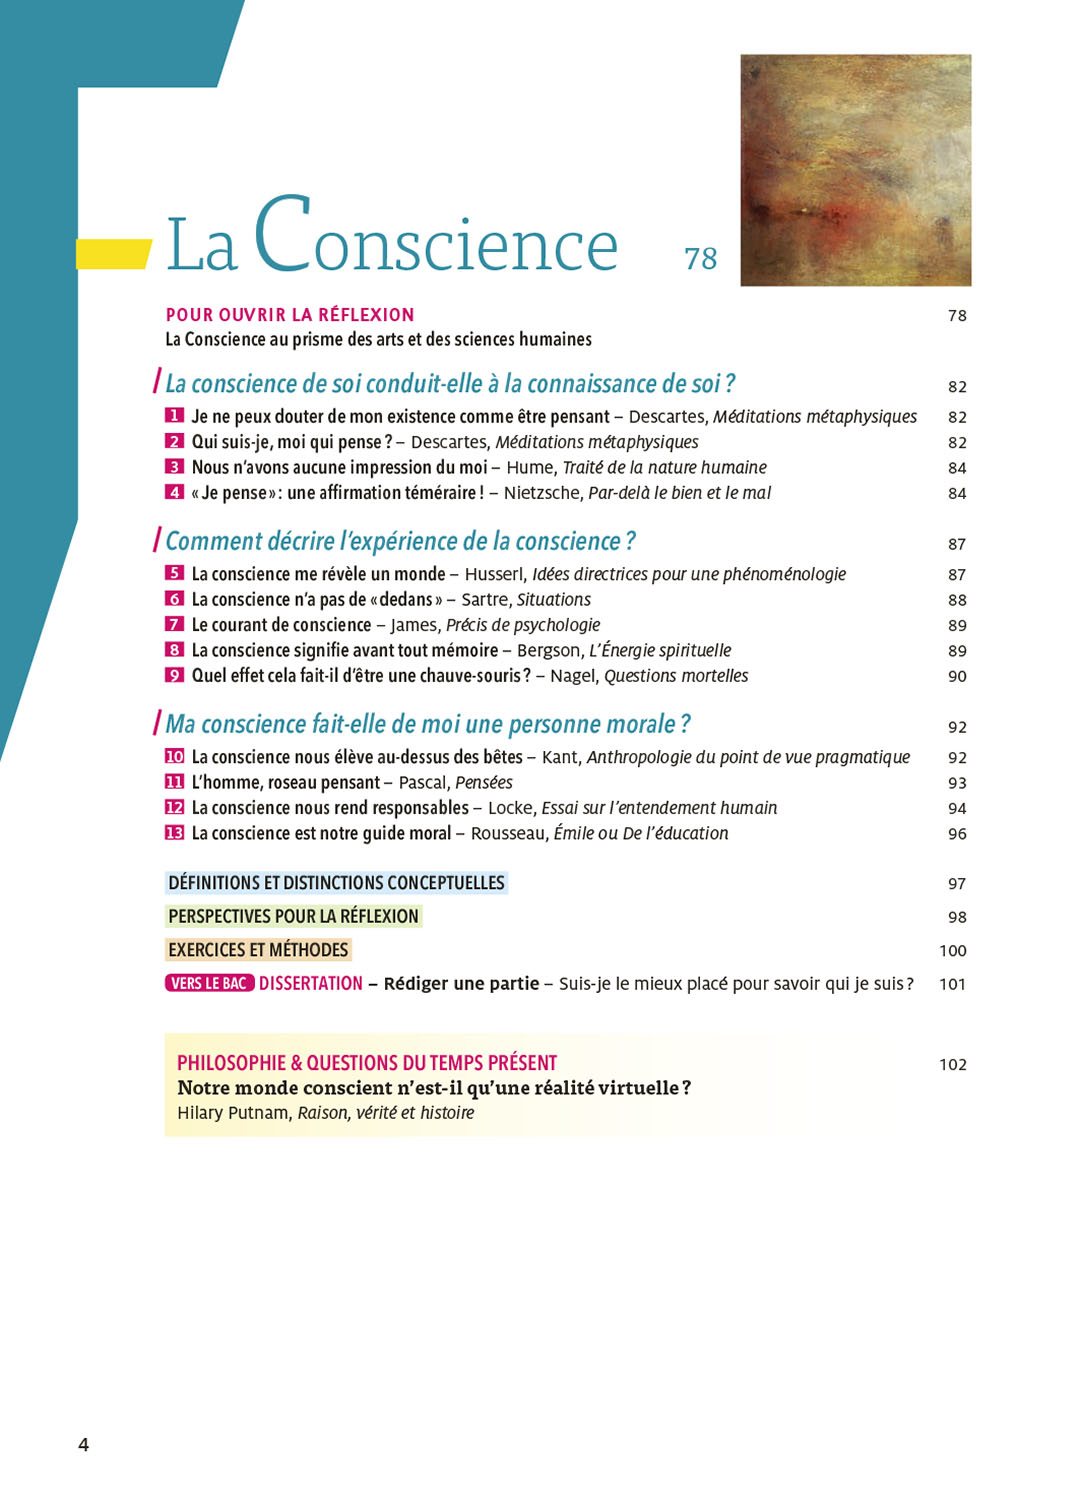 La Conscience 78
POUR OUVRIR LA RÉFLEXION 78
La Conscience au prisme des arts et des sciences humaines
La conscience de soi conduit-elle à la connaissance de soi ? 82
1 Je ne peux douter de mon existence comme être pensant – Descartes, Méditations métaphysiques 82
2 Qui suis-je, moi qui pense ? – Descartes, Méditations métaphysiques 82
3 Nous n'avons aucune impression du moi – Hume, Traité de la nature humaine 84
4 « Je pense » : une affirmation téméraire ! – Nietzsche, Par-delà le bien et le mal 84
Comment décrire l'expérience de la conscience ? 87
5 La conscience me révèle un monde – Husserl, Idées directrices pour une phénoménologie 87
6 La conscience n'a pas de « dedans » – Sartre, Situations 88
7 Le courant de conscience – James, Précis de psychologie 89
8 La conscience signifie avant tout mémoire – Bergson, L'Énergie spirituelle 89
9 Quel effet cela fait-il d'être une chauve-souris ? – Nagel, Questions mortelles 90
Ma conscience fait-elle de moi une personne morale ? 92
10 La conscience nous élève au-dessus des bêtes – Kant, Anthropologie du point de vue pragmatique 92
11 L'homme, roseau pensant – Pascal, Pensées 93
12 La conscience nous rend responsables – Locke, Essai sur l'entendement humain 94
13 La conscience est notre guide moral – Rousseau, Émile ou De l'éducation 96
DÉFINITIONS ET DISTINCTIONS CONCEPTUELLES 97
PERSPECTIVES POUR LA RÉFLEXION 98
EXERCICES ET MÉTHODES 100
VERS LE BAC DISSERTATION – Rédiger une partie – Suis-je le mieux placé pour savoir qui je suis ? 101
PHILOSOPHIE & QUESTIONS DU TEMPS PRÉSENT 102
Notre monde conscient n'est-il qu'une réalité virtuelle ?
Hilary Putnam, Raison, vérité et histoire
4